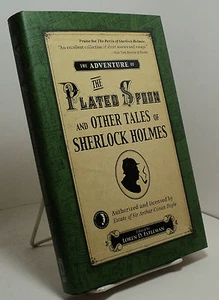 Praise for The Perils of Sherlock Holmes:
"An excellent collection of short stories and essays"
THE ADVENTURE OF
THE
PLATED SPOON
AND OTHER TALES OF
SHERLOCK HOLMES
Authorized and licensed by
Estate of Sir Arthur Conan Doyle
LOREN D. ESTLEMAN